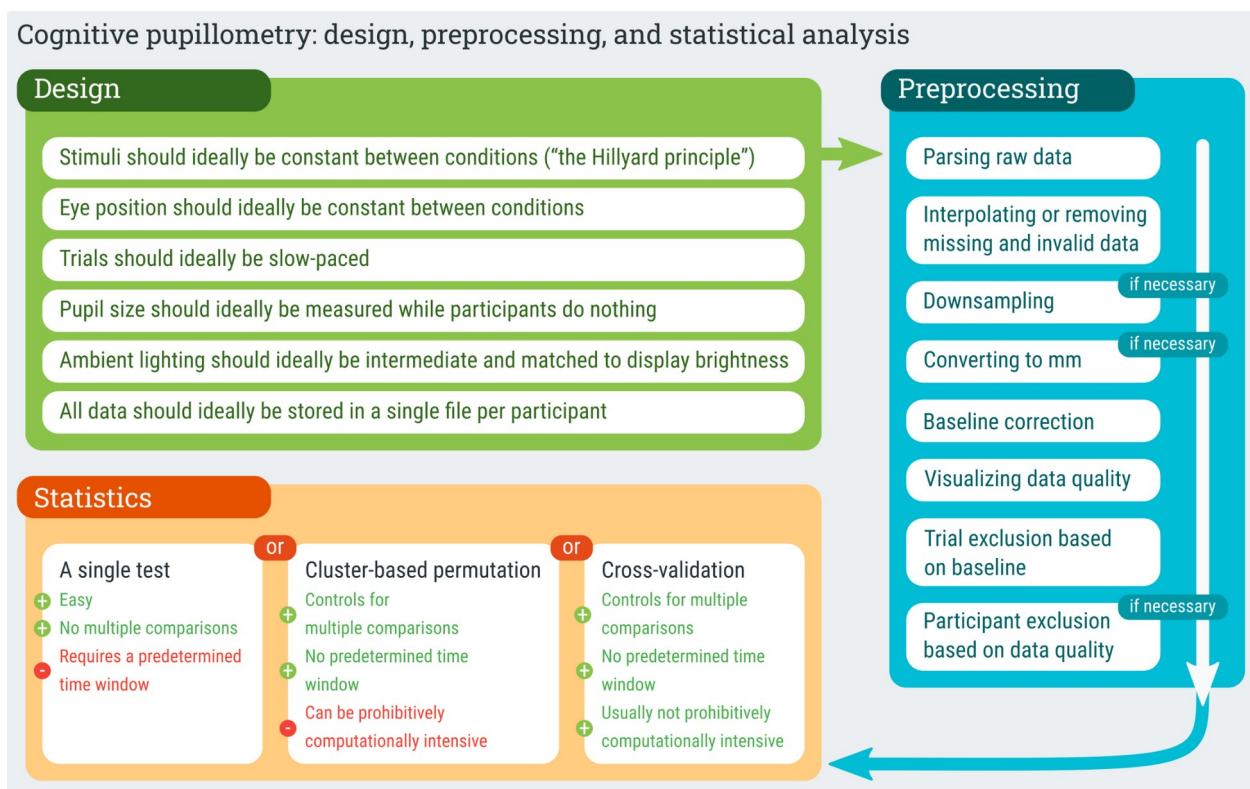 Cognitive pupillometry: design, preprocessing, and statistical analysis
Design
Stimuli should ideally be constant between conditions (“the Hillyard principle”)
Eye position should ideally be constant between conditions
Trials should ideally be slow-paced
Pupil size should ideally be measured while participants do nothing
Ambient lighting should ideally be intermediate and matched to display brightness
All data should ideally be stored in a single file per participant
Preprocessing
Parsing raw data
Interpolating or removing
missing and invalid data
if necessary
Downsampling
if necessary
Converting to mm
Baseline correction
Visualizing data quality
Trial exclusion based
on baseline
if necessary
Participant exclusion
based on data quality
Statistics
A single test
+ Easy
+ No multiple comparisons
- Requires a predetermined
time window
or
Cluster-based permutation
+ Controls for
multiple comparisons
+ No predetermined time
window
- Can be prohibitively
computationally intensive
or
Cross-validation
+ Controls for multiple
comparisons
+ No predetermined time
window
+ Usually not prohibitively
computationally intensive